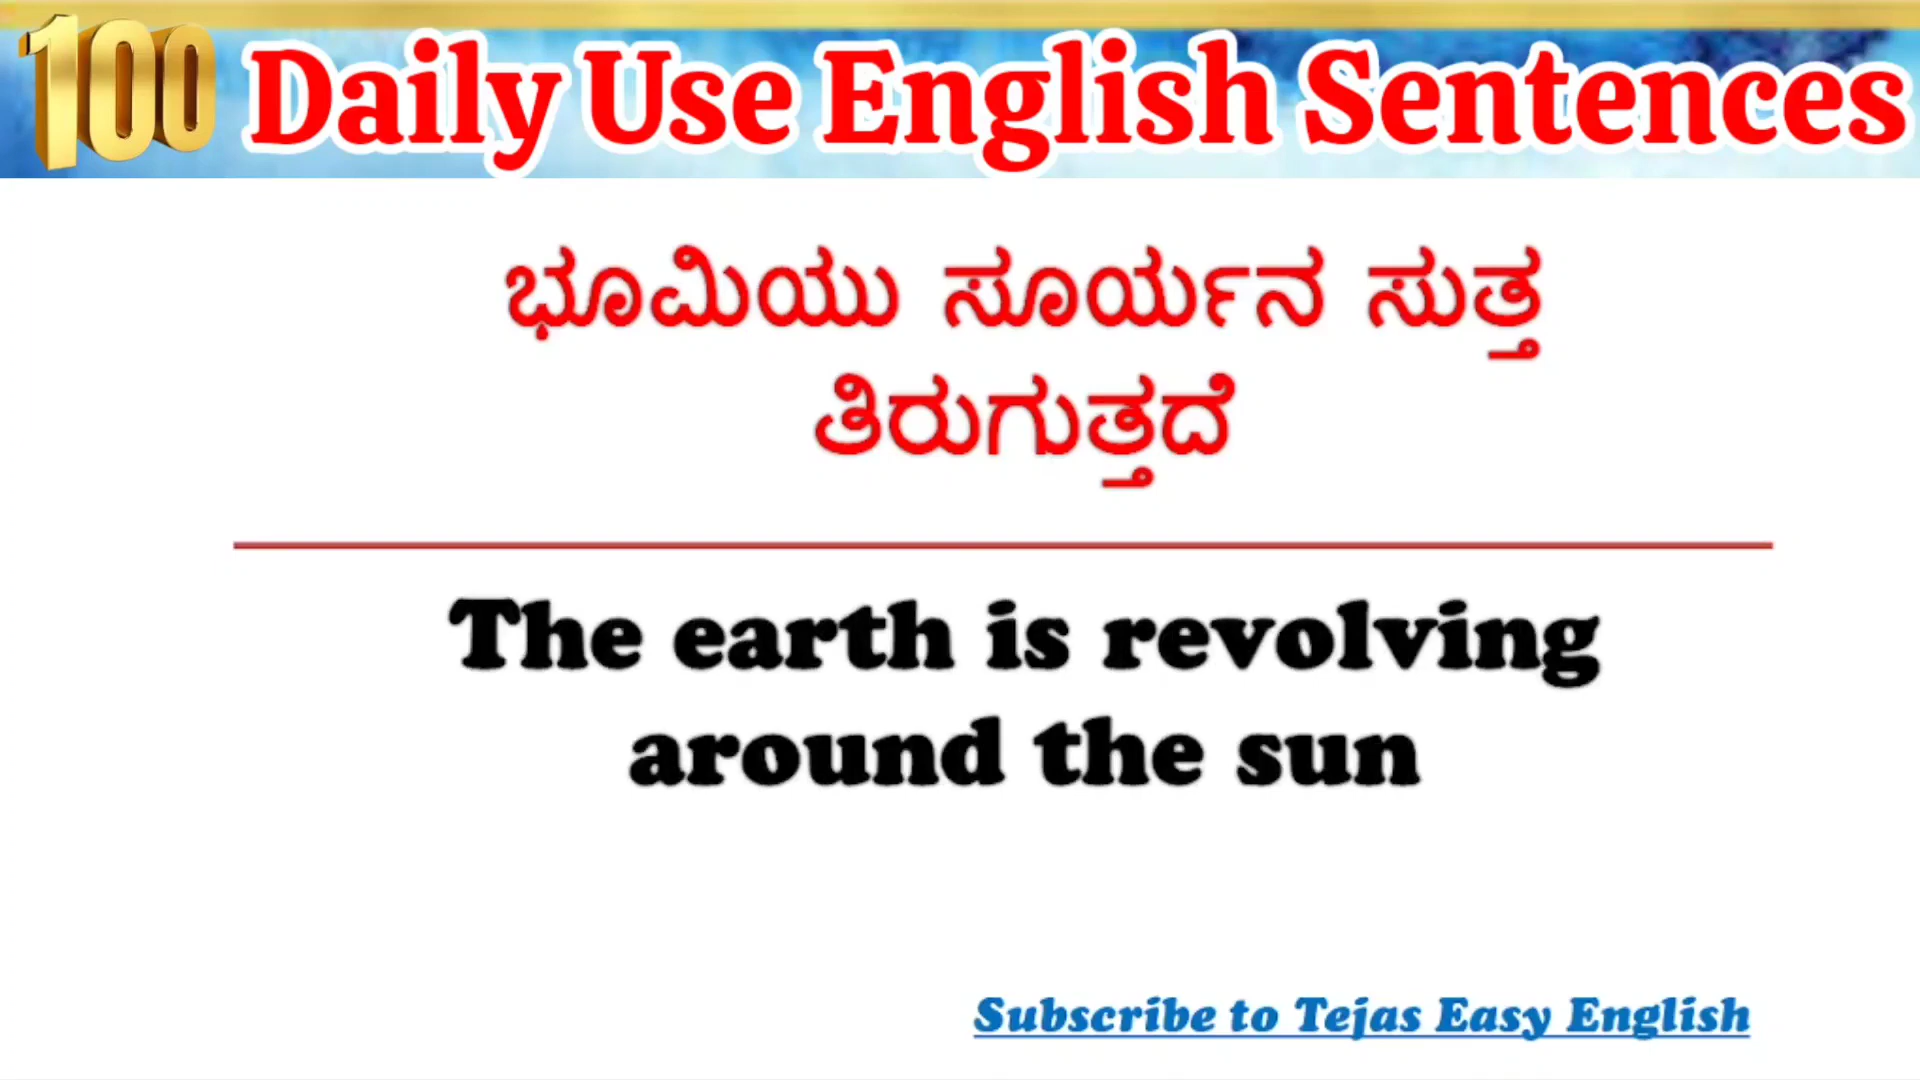 100 Daily Use English Sentences
ಭೂಮಿಯು ಸೂರ್ಯನ ಸುತ್ತ
ತಿರುಗುತ್ತದೆ
The earth is revolving
around the sun
Subscribe to Tejas Easy English